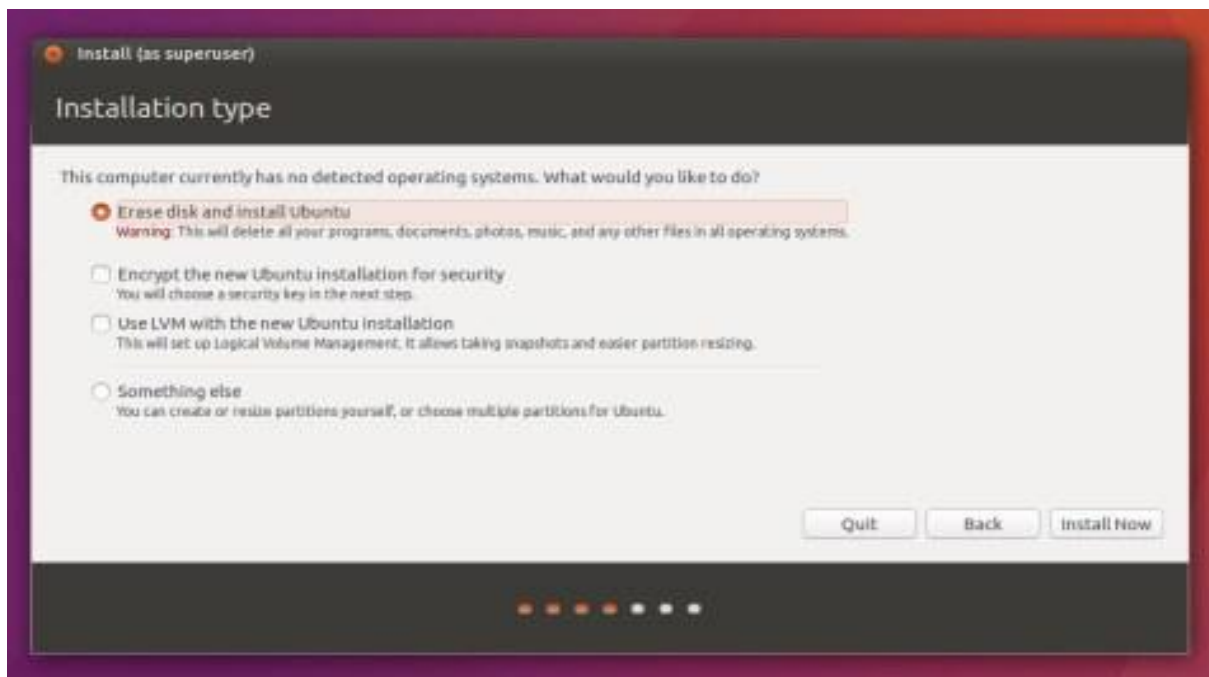 Install (as superuser)
Installation type
This computer currently has no detected operating systems. What would you like to do?
Erase disk and install Ubuntu
Warning: This will delete all your programs, documents, photos, music, and any other files in all operating systems.
Encrypt the new Ubuntu installation for security
You will choose a security key in the next step.
Use LVM with the new Ubuntu installation
This will set up Logical Volume Management. It allows taking snapshots and easier partition resizing.
Something else
You can create or resize partitions yourself, or choose multiple partitions for Ubuntu.
Quit Back Install Now